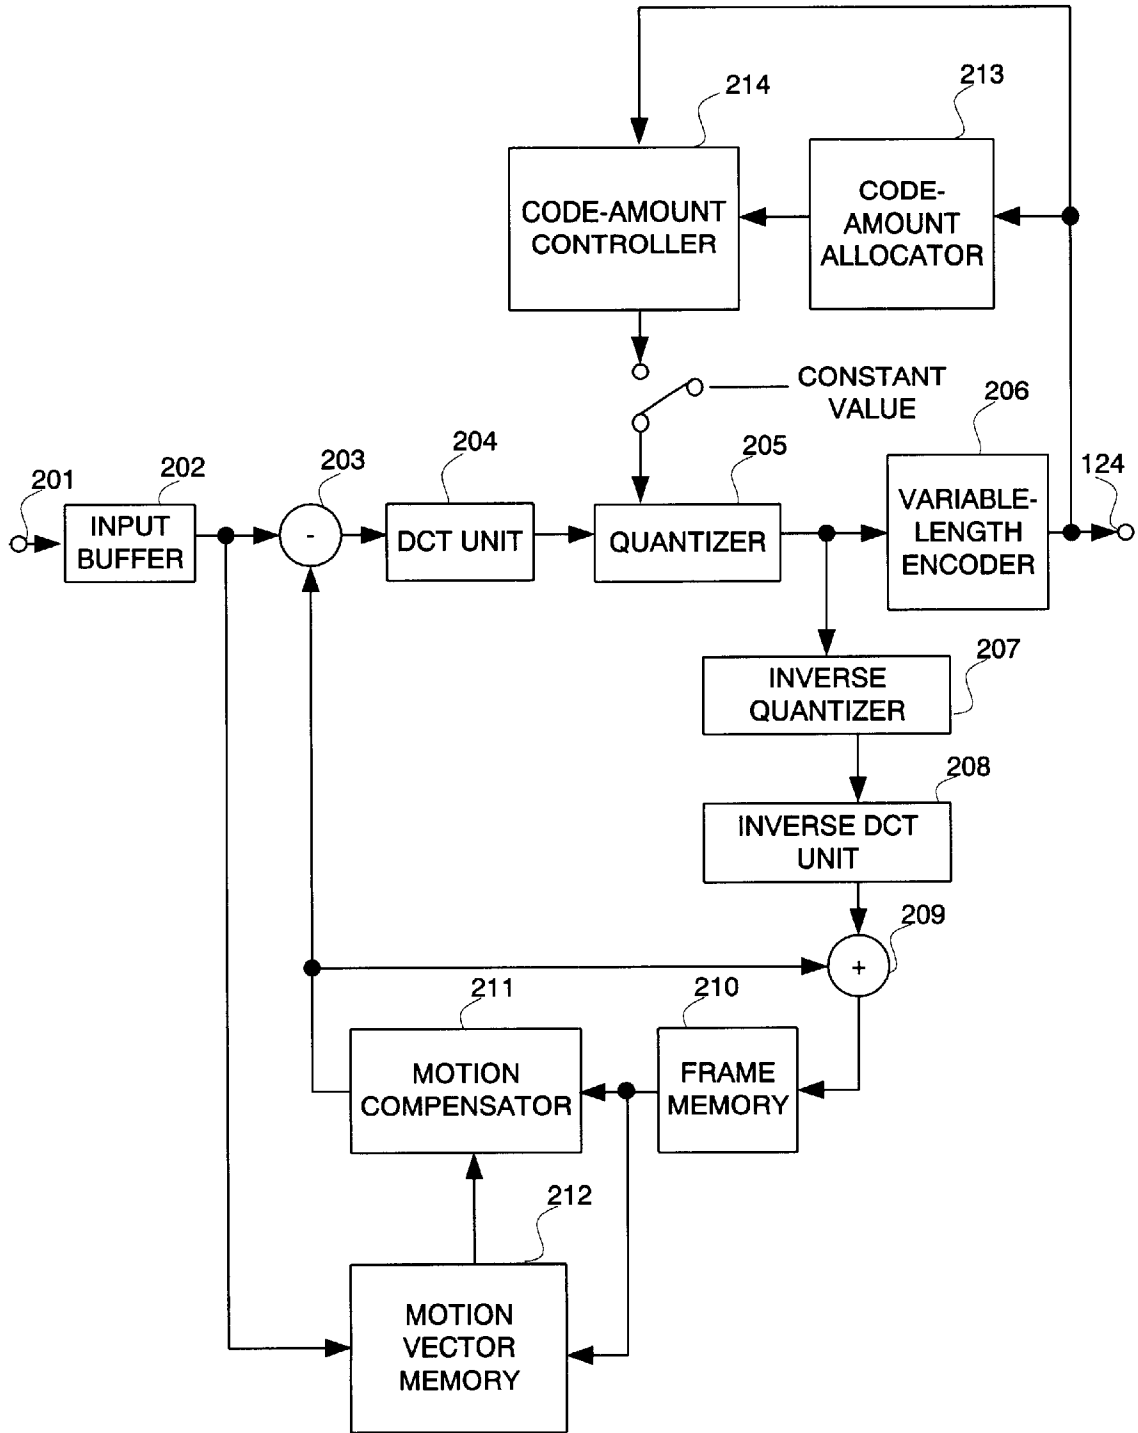 214
213
CODE-AMOUNT
CONTROLLER
CODE-
AMOUNT
ALLOCATOR
CONSTANT
VALUE
201
202
203
204
205
206
124
INPUT
BUFFER
-
DCT UNIT
QUANTIZER
VARIABLE-
LENGTH
ENCODER
207
INVERSE
QUANTIZER
208
INVERSE DCT
UNIT
209
+
211
210
MOTION
COMPENSATOR
FRAME
MEMORY
212
MOTION
VECTOR
MEMORY